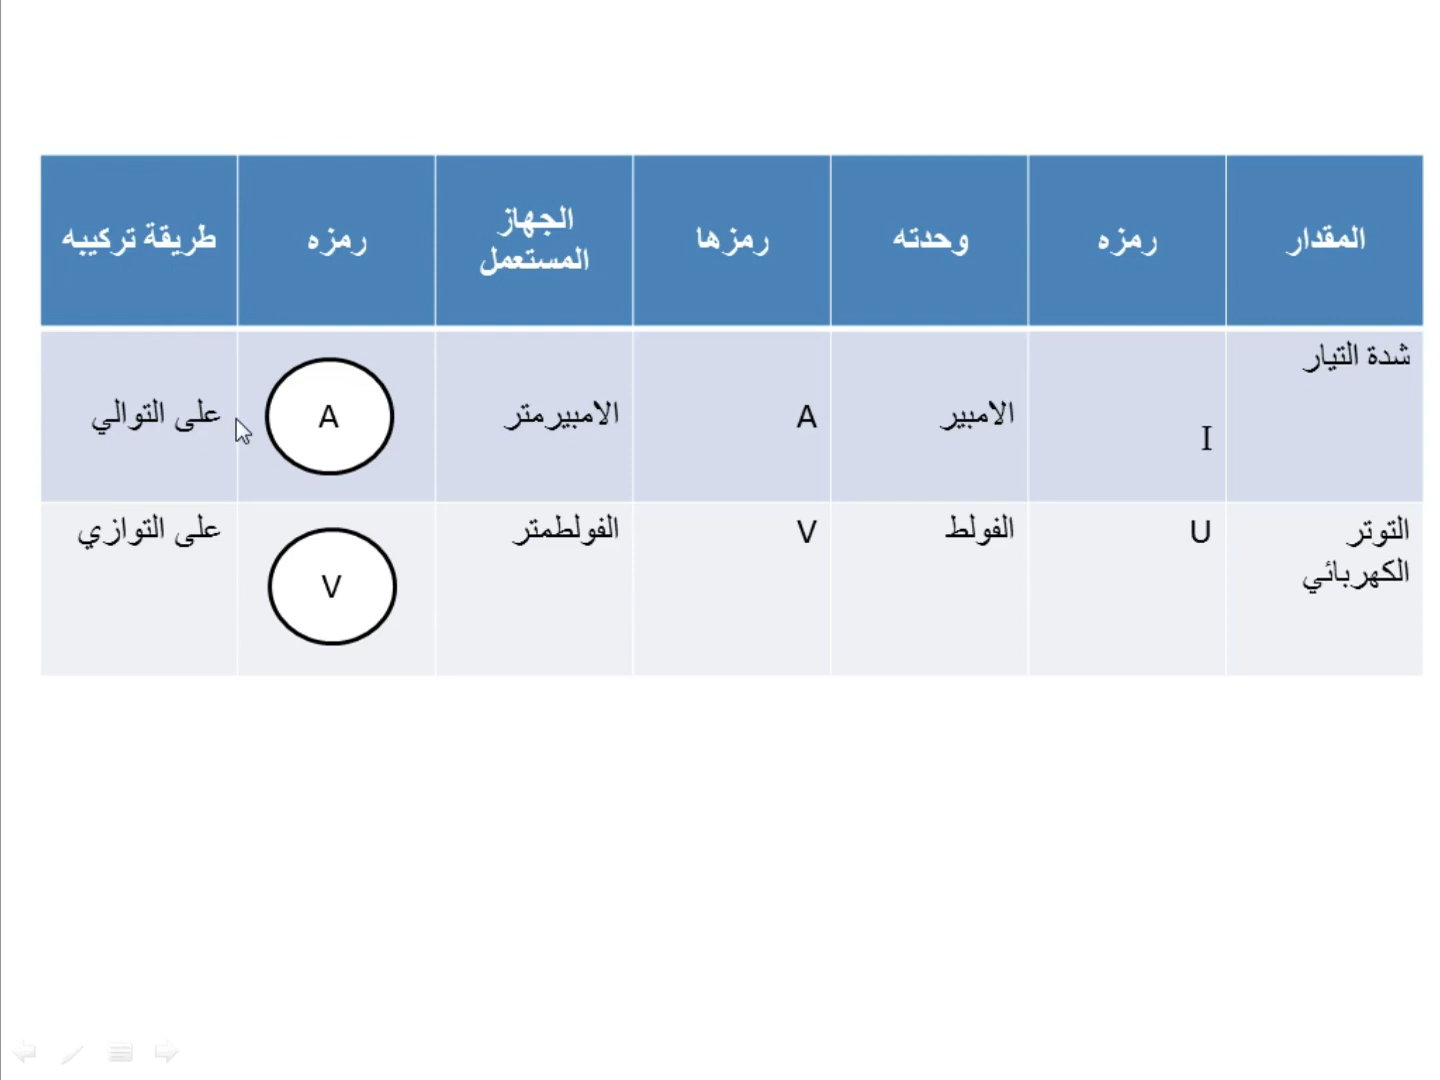 المقدار
رمزه
وحدته
رمزها
الجهاز
المستعمل
رمزه
طريقة تركيبه
شدة التيار
I
الامبير
A
الامبيرمتر
A
على التوالي
التوتر
الكهربائي
U
الفولط
V
الفولطمتر
V
على التوازي